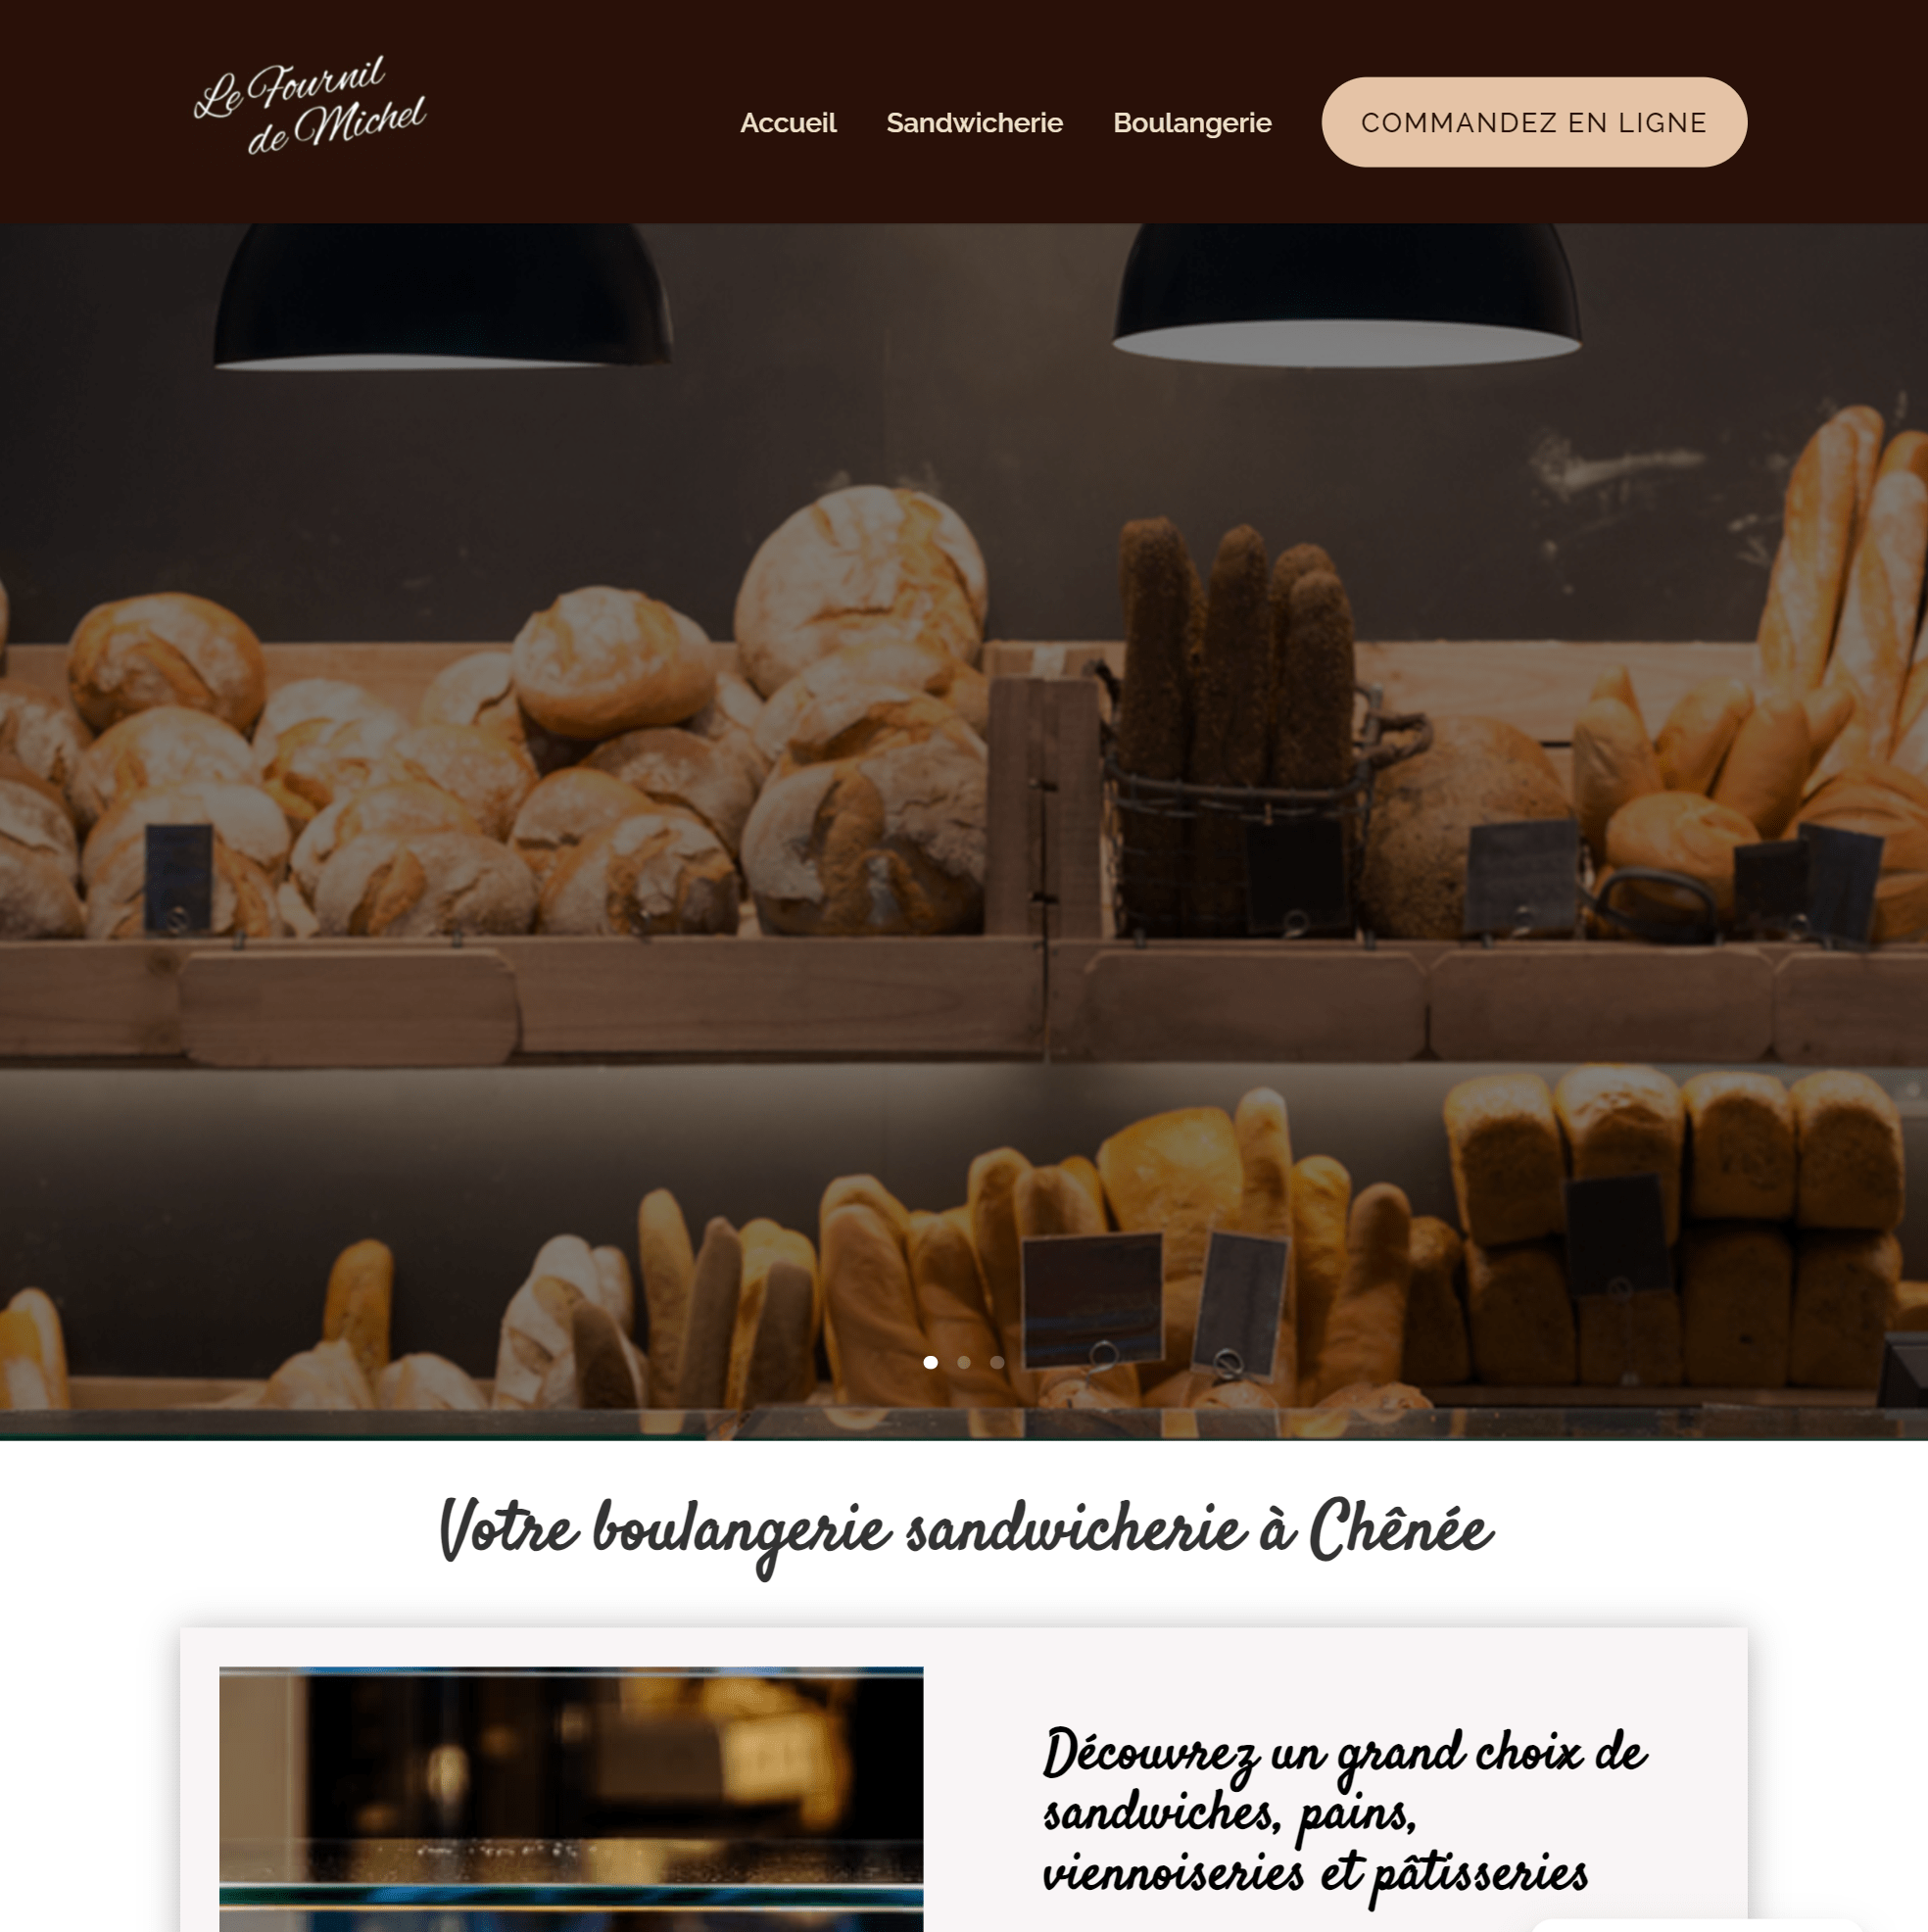 Le Fournil
de Michel
Accueil
Sandwicherie
Boulangerie
COMMANDEZ EN LIGNE
Votre boulangerie sandwicherie à Chênée
Découvrez un grand choix de
sandwiches, pains,
viennoiseries et pâtisseries